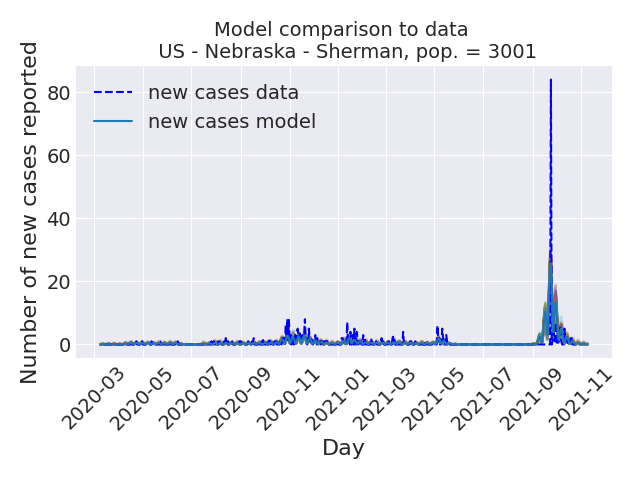 Model comparison to data
US - Nebraska - Sherman, pop. = 3001
Number of new cases reported
80
60
40
20
0
new cases data
new cases model
2020-03
2020-05
2020-07
2020-09
2020-11
2021-01
2021-03
2021-05
2021-07
2021-09
2021-11
Day